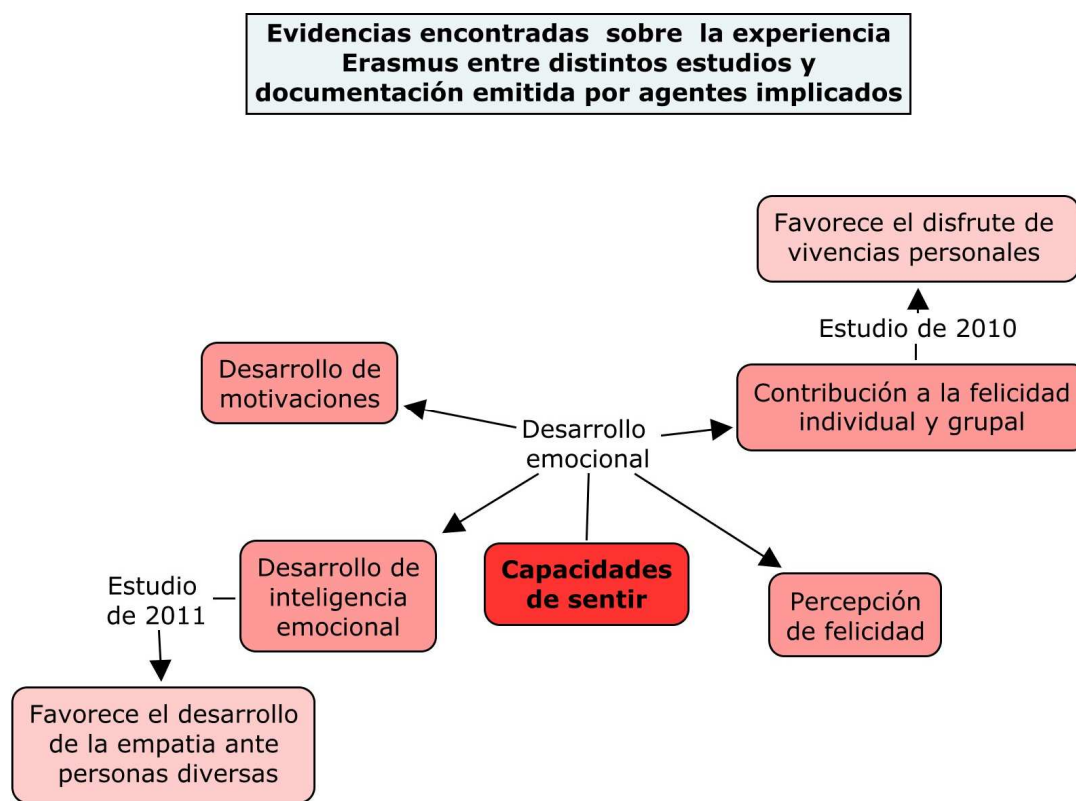 Evidencias encontradas sobre la experiencia
Erasmus entre distintos estudios y
documentación emitida por agentes implicados
Favorece el disfrute de
vivencias personales
Estudio de 2010
Desarrollo de
motivaciones
Contribución a la felicidad
individual y grupal
Desarrollo
emocional
Desarrollo de
inteligencia
emocional
Capacidades
de sentir
Percepción
de felicidad
Estudio
de 2011
Favorece el desarrollo
de la empatia ante
personas diversas